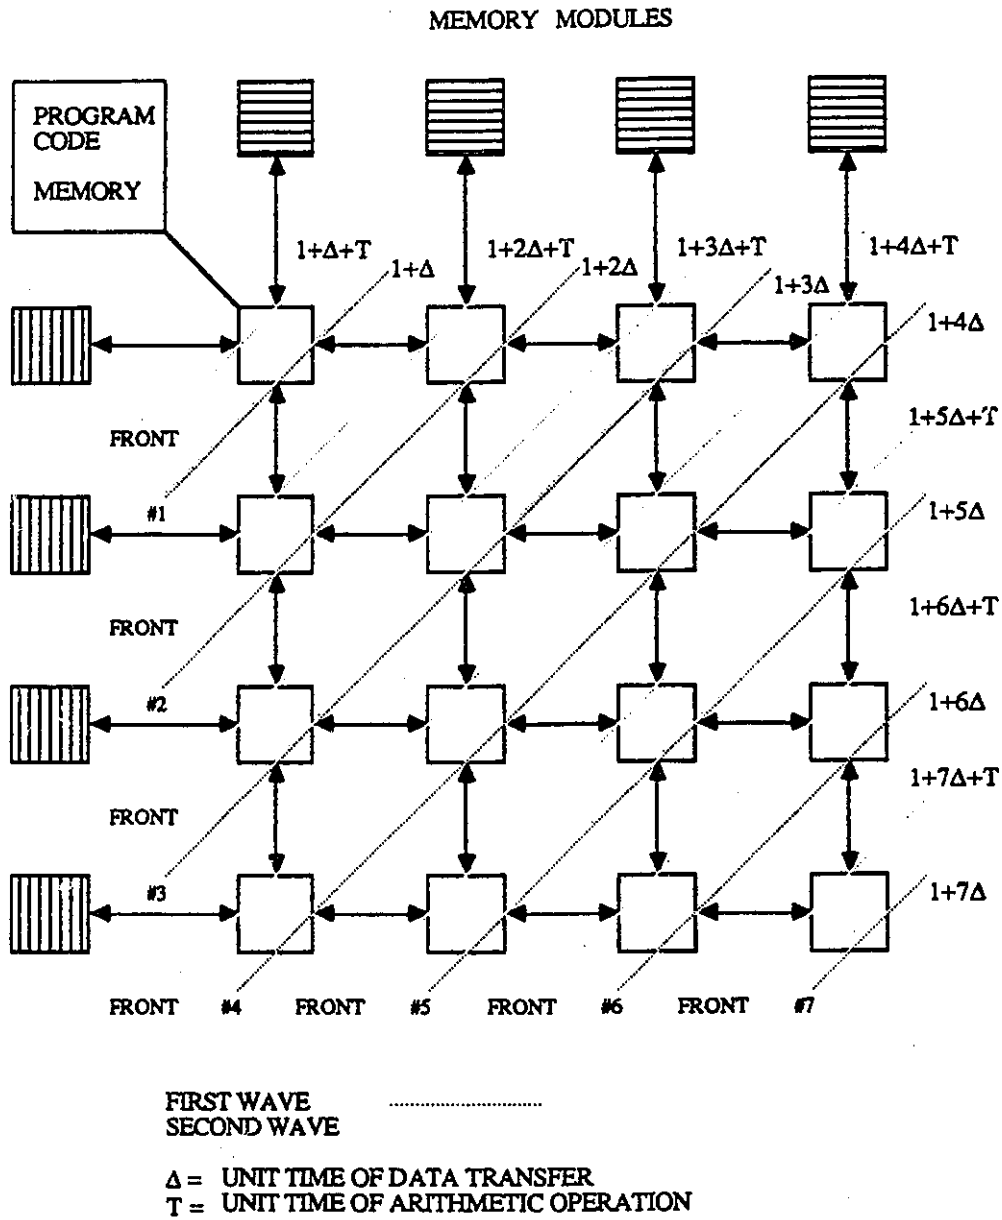 MEMORY MODULES
PROGRAM
CODE
MEMORY
1+Δ+T
1+Δ
1+2Δ+T
1+2Δ
1+3Δ+T
1+3Δ
1+4Δ+T
1+4Δ
FRONT
1+5Δ+T
#1
1+5Δ
FRONT
1+6Δ+T
#2
1+6Δ
FRONT
1+7Δ+T
#3
1+7Δ
FRONT #4 FRONT #5 FRONT #6 FRONT #7
FIRST WAVE
SECOND WAVE
Δ = UNIT TIME OF DATA TRANSFER
T = UNIT TIME OF ARITHMETIC OPERATION